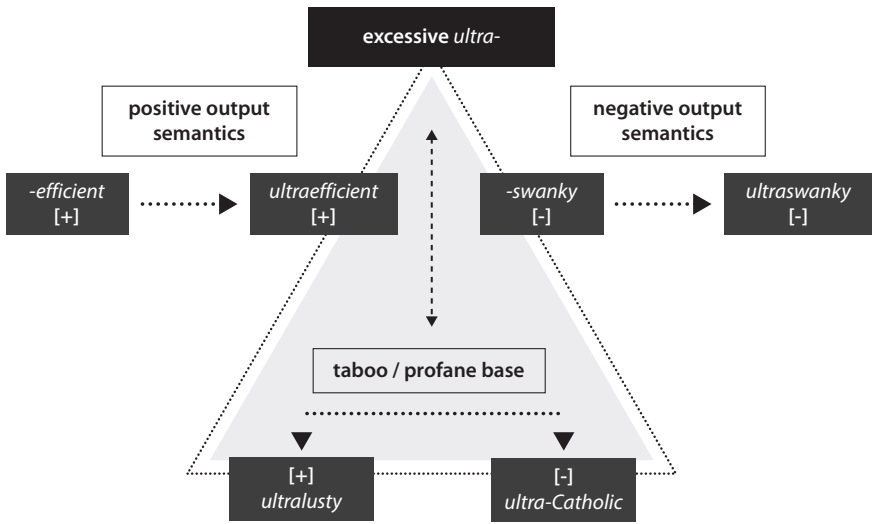 excessive ultra-
positive output
semantics
negative output
semantics
-efficient
[+]
ultraefficient
[+]
-swanky
[-]
ultraswanky
[-]
taboo / profane base
[+]
ultralusty
[-]
ultra-Catholic